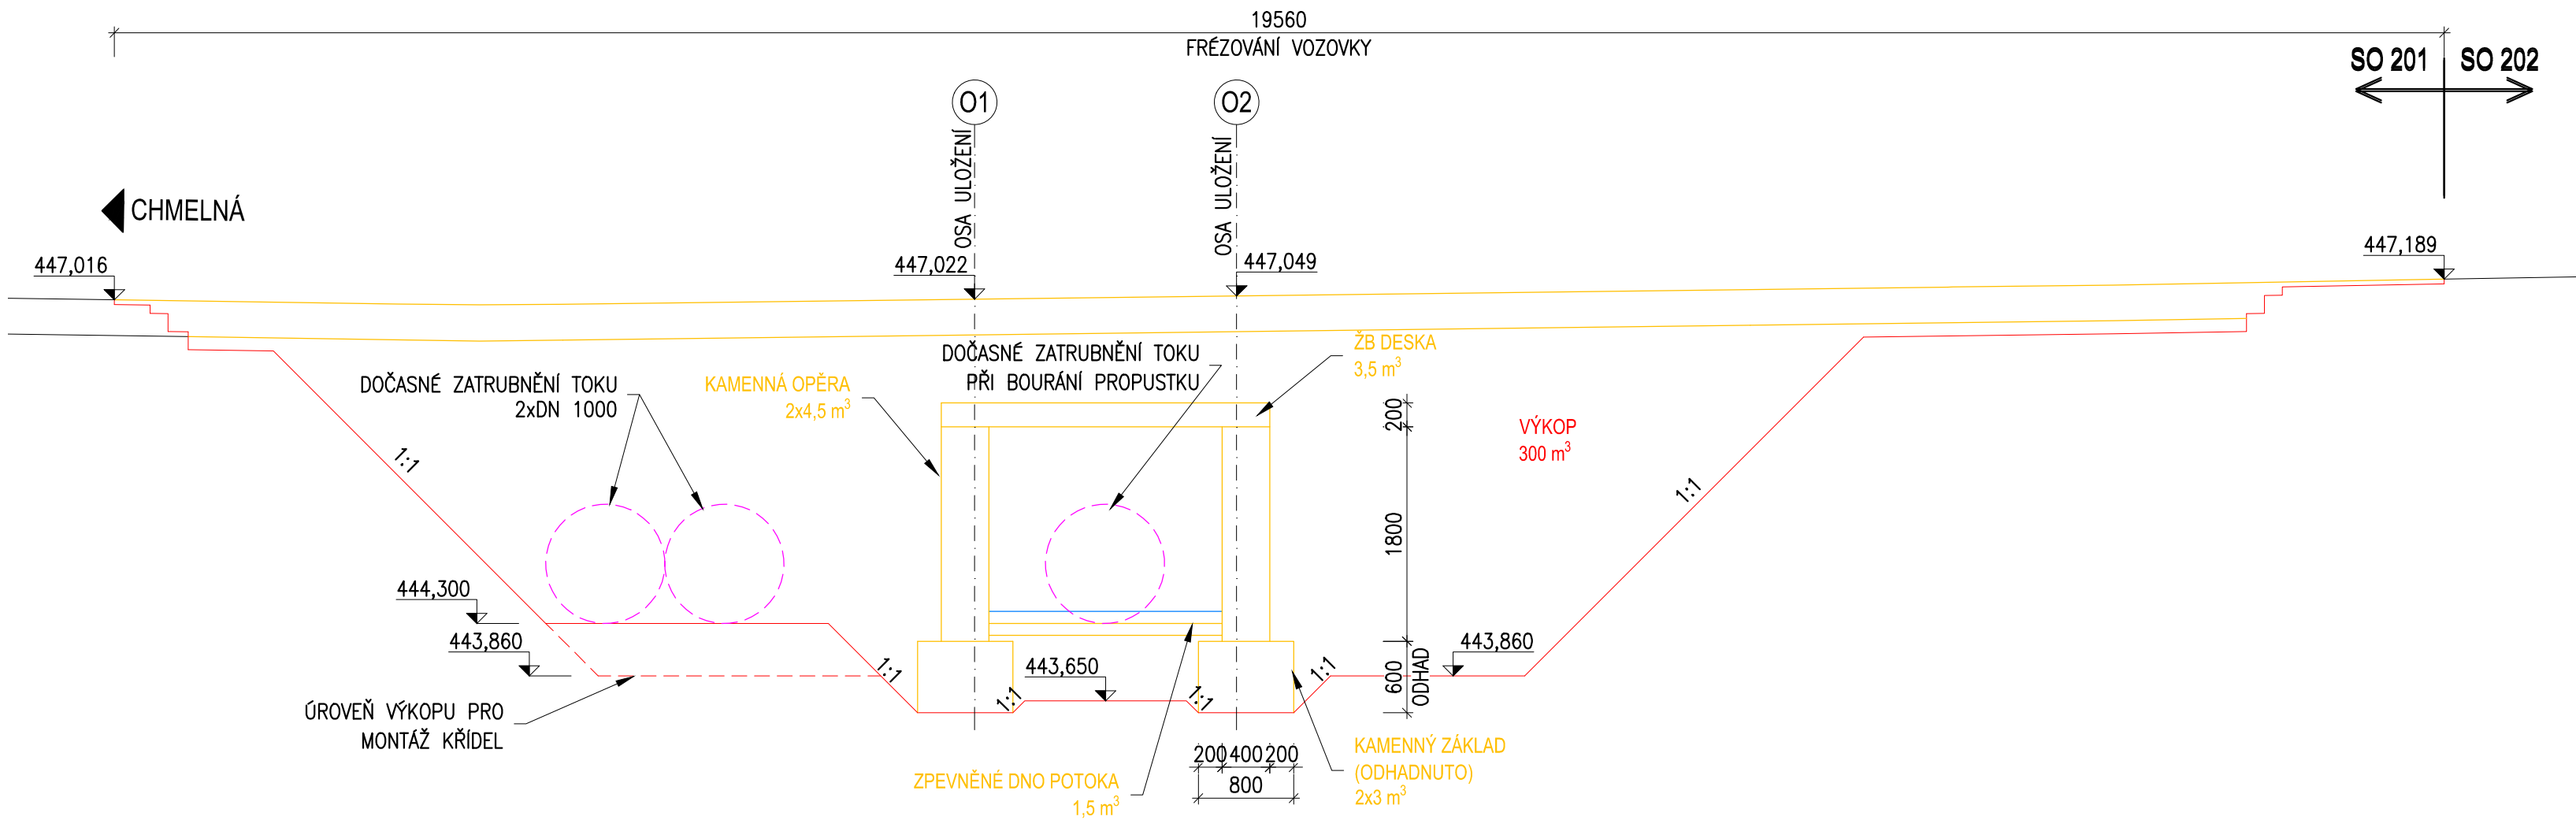 19560
FRÉZOVÁNÍ VOZOVKY
SO 201
SO 202
O1
O2
OSA ULOŽENÍ
OSA ULOŽENÍ
CHMELNÁ
447,016
447,022
447,049
447,189
DOČASNÉ ZATRUBNĚNÍ TOKU
2xDN 1000
KAMENNÁ OPĚRA
2x4,5 m³
DOČASNÉ ZATRUBNĚNÍ TOKU
PŘI BOURÁNÍ PROPUSTKU
ŽB DESKA
3,5 m³
200
1800
600
ODHAD
VÝKOP
300 m³
1:1
1:1
444,300
443,860
443,650
443,860
1:1
1:1
1:1
1:1
ÚROVEŇ VÝKOPU PRO
MONTÁŽ KŘÍDEL
ZPEVNĚNÉ DNO POTOKA
1,5 m³
200
400
200
800
KAMENNÝ ZÁKLAD
(ODHADNUTO)
2x3 m³